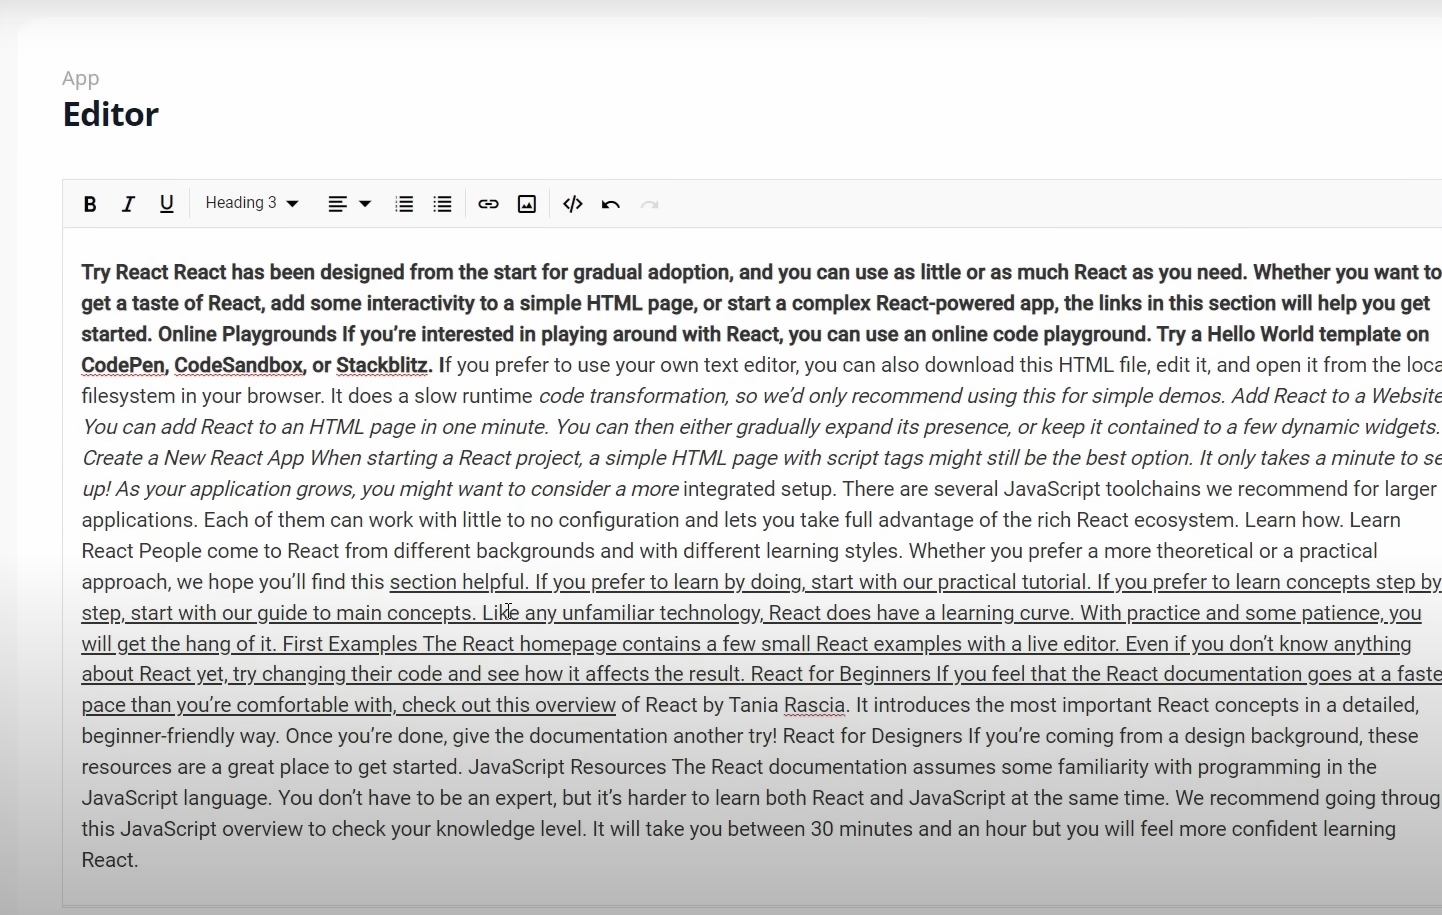 App
Editor
B I U Heading 3
Try React React has been designed from the start for gradual adoption, and you can use as little or as much React as you need. Whether you want to
get a taste of React, add some interactivity to a simple HTML page, or start a complex React-powered app, the links in this section will help you get
started. Online Playgrounds If you’re interested in playing around with React, you can use an online code playground. Try a Hello World template on
CodePen, CodeSandbox, or Stackblitz. If you prefer to use your own text editor, you can also download this HTML file, edit it, and open it from the loca
filesystem in your browser. It does a slow runtime code transformation, so we’d only recommend using this for simple demos. Add React to a Website
You can add React to an HTML page in one minute. You can then either gradually expand its presence, or keep it contained to a few dynamic widgets.
Create a New React App When starting a React project, a simple HTML page with script tags might still be the best option. It only takes a minute to se
up! As your application grows, you might want to consider a more integrated setup. There are several JavaScript toolchains we recommend for larger
applications. Each of them can work with little to no configuration and lets you take full advantage of the rich React ecosystem. Learn how. Learn
React People come to React from different backgrounds and with different learning styles. Whether you prefer a more theoretical or a practical
approach, we hope you’ll find this section helpful. If you prefer to learn by doing, start with our practical tutorial. If you prefer to learn concepts step by
step, start with our guide to main concepts. Like any unfamiliar technology, React does have a learning curve. With practice and some patience, you
will get the hang of it. First Examples The React homepage contains a few small React examples with a live editor. Even if you don’t know anything
about React yet, try changing their code and see how it affects the result. React for Beginners If you feel that the React documentation goes at a faste
pace than you’re comfortable with, check out this overview of React by Tania Rascia. It introduces the most important React concepts in a detailed,
beginner-friendly way. Once you’re done, give the documentation another try! React for Designers If you’re coming from a design background, these
resources are a great place to get started. JavaScript Resources The React documentation assumes some familiarity with programming in the
JavaScript language. You don’t have to be an expert, but it’s harder to learn both React and JavaScript at the same time. We recommend going throug
this JavaScript overview to check your knowledge level. It will take you between 30 minutes and an hour but you will feel more confident learning
React.